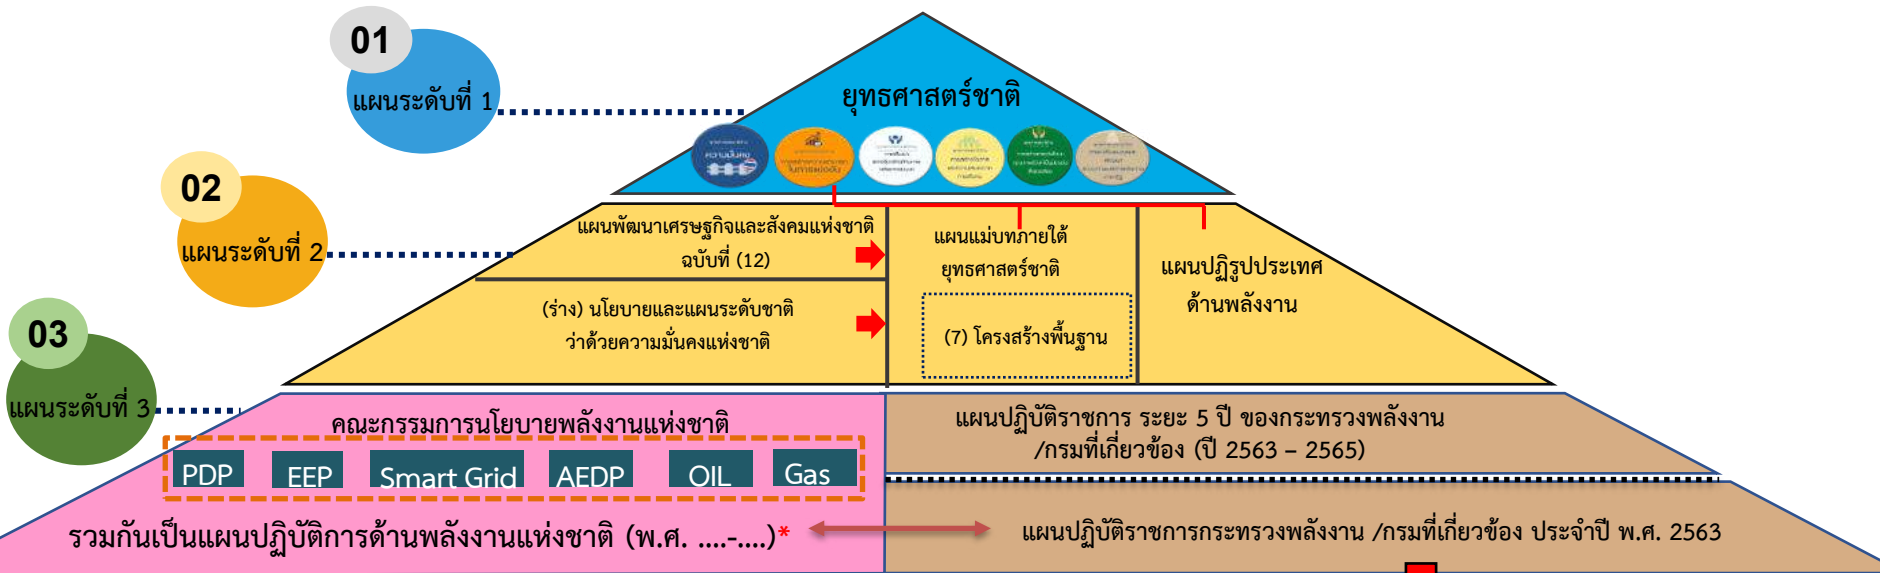 01
แผนระดับที่ 1
ยุทธศาสตร์ชาติ
ความมั่นคง
02
แผนระดับที่ 2
แผนพัฒนาเศรษฐกิจและสังคมแห่งชาติ
ฉบับที่ (12)
(ร่าง) นโยบายและแผนระดับชาติ
ว่าด้วยความมั่นคงแห่งชาติ
แผนแม่บทภายใต้
ยุทธศาสตร์ชาติ
(7) โครงสร้างพื้นฐาน
แผนปฏิรูปประเทศ
ด้านพลังงาน
03
แผนระดับที่ 3
คณะกรรมการนโยบายพลังงานแห่งชาติ
PDP EEP Smart Grid AEDP OIL Gas
รวมกันเป็นแผนปฏิบัติการด้านพลังงานแห่งชาติ (พ.ศ. ....-....)*
แผนปฏิบัติราชการ ระยะ 5 ปี ของกระทรวงพลังงาน
/กรมที่เกี่ยวข้อง (ปี 2563 – 2565)
แผนปฏิบัติราชการกระทรวงพลังงาน /กรมที่เกี่ยวข้อง ประจำปี พ.ศ. 2563